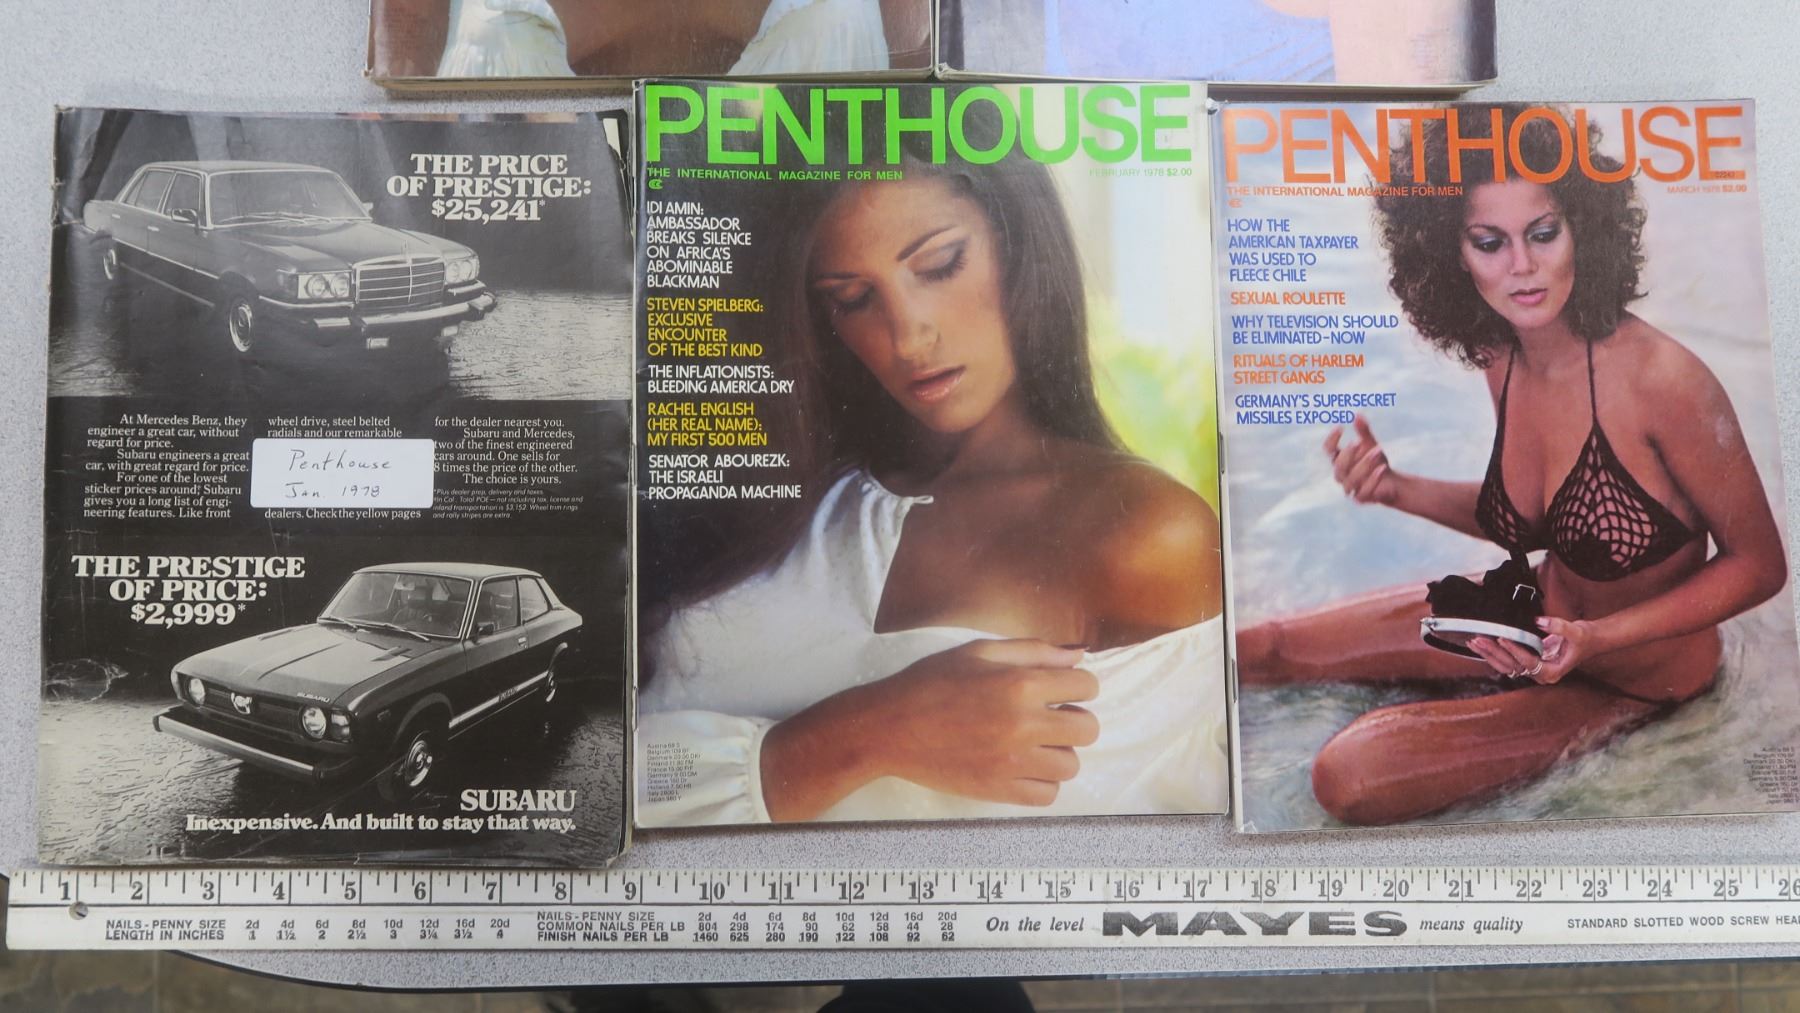 THE PRICE
OF PRESTIGE:
$25,241*
At Mercedes Benz, they
engineer a great car, without
regard for price.
Subaru engineers a great
car, with great regard for price.
For one of the lowest
sticker prices around, Subaru
gives you a long list of engi-
neering features. Like front
wheel drive, steel belted
radials and our remarkable
dealers. Check the yellow pages
for the dealer nearest you.
Subaru and Mercedes,
two of the finest engineered
cars around. One sells for
8 times the price of the other.
The choice is yours.
Penthouse
Jan. 1978
THE PRESTIGE
OF PRICE:
$2,999*
SUBARU
SUBARU
Inexpensive. And built to stay that way.
PENTHOUSE
THE INTERNATIONAL MAGAZINE FOR MEN
FEBRUARY 1978 $2.00
IDI AMIN:
AMBASSADOR
BREAKS SILENCE
ON AFRICA'S
ABOMINABLE
BLACKMAN
STEVEN SPIELBERG:
EXCLUSIVE
ENCOUNTER
OF THE BEST KIND
THE INFLATIONISTS:
BLEEDING AMERICA DRY
RACHEL ENGLISH
(HER REAL NAME):
MY FIRST 500 MEN
SENATOR ABOUREZK:
THE ISRAELI
PROPAGANDA MACHINE
PENTHOUSE
THE INTERNATIONAL MAGAZINE FOR MEN
MARCH 1978 $2.00
HOW THE
AMERICAN TAXPAYER
WAS USED TO
FLEECE CHILE
SEXUAL ROULETTE
WHY TELEVISION SHOULD
BE ELIMINATED-NOW
RITUALS OF HARLEM
STREET GANGS
GERMANY'S SUPERSECRET
MISSILES EXPOSED
1 2 3 4 5 6 7 8 9 10 11 12 13 14 15 16 17 18 19 20 21 22 23 24 25 26
NAILS - PENNY SIZE 2d 4d 6d 8d 10d 12d 16d 20d
LENGTH IN INCHES 1 1½ 2 2½ 3 3¼ 3½ 4
NAILS - PENNY SIZE 2d 4d 6d 8d 10d 12d 16d 20d
COMMON NAILS PER LB 804 298 174 90 62 58 44 28
FINISH NAILS PER LB 1460 625 280 190 122 108 92 62
On the level MAYES means quality
STANDARD SLOTTED WOOD SCREW HEA